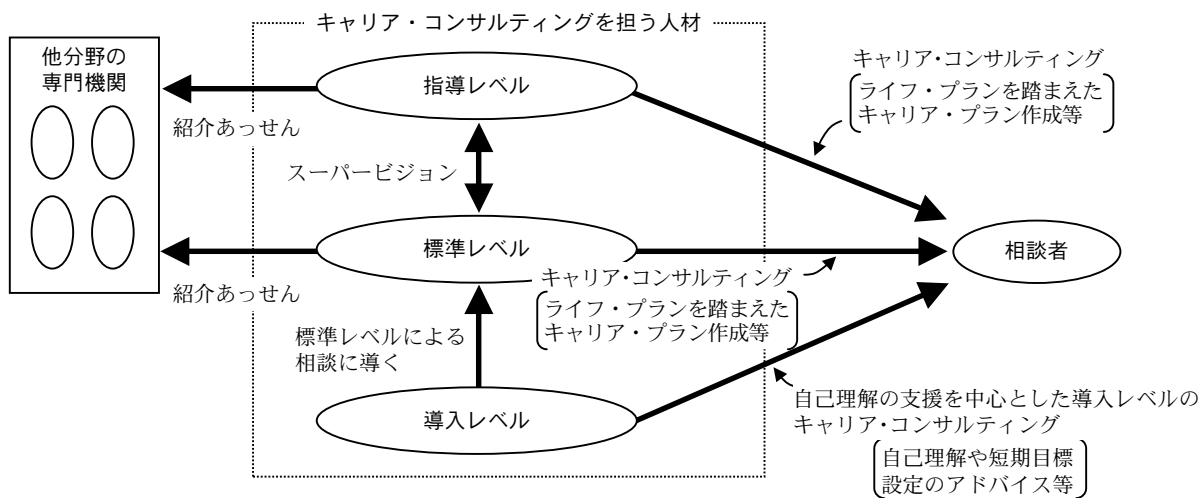 キャリア・コンサルティングを担う人材
他分野の
専門機関
指導レベル
紹介あっせん
キャリア・コンサルティング
ライフ・プランを踏まえた
キャリア・プラン作成等
スーパービジョン
標準レベル
相談者
紹介あっせん
キャリア・コンサルティング
ライフ・プランを踏まえた
キャリア・プラン作成等
標準レベルによる
相談に導く
導入レベル
自己理解の支援を中心とした導入レベルの
キャリア・コンサルティング
自己理解や短期目標
設定のアドバイス等